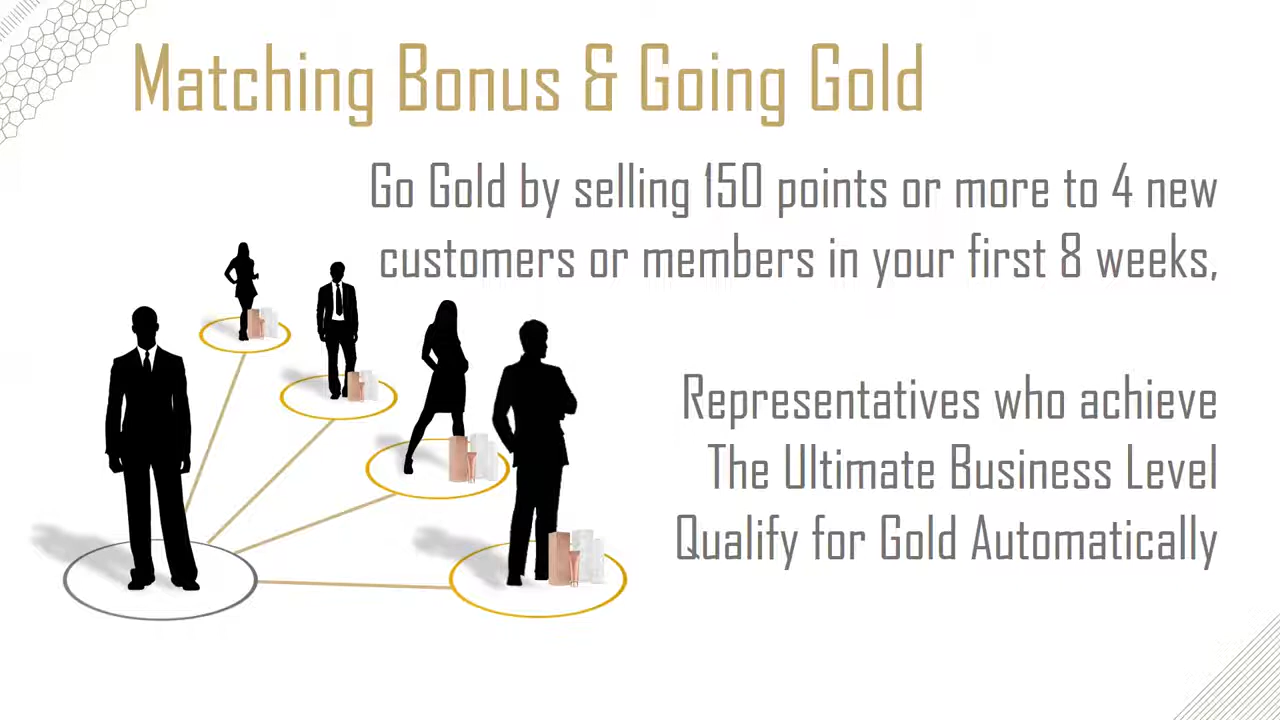 Matching Bonus & Going Gold
Go Gold by selling 150 points or more to 4 new
customers or members in your first 8 weeks,
Representatives who achieve
The Ultimate Business Level
Qualify for Gold Automatically